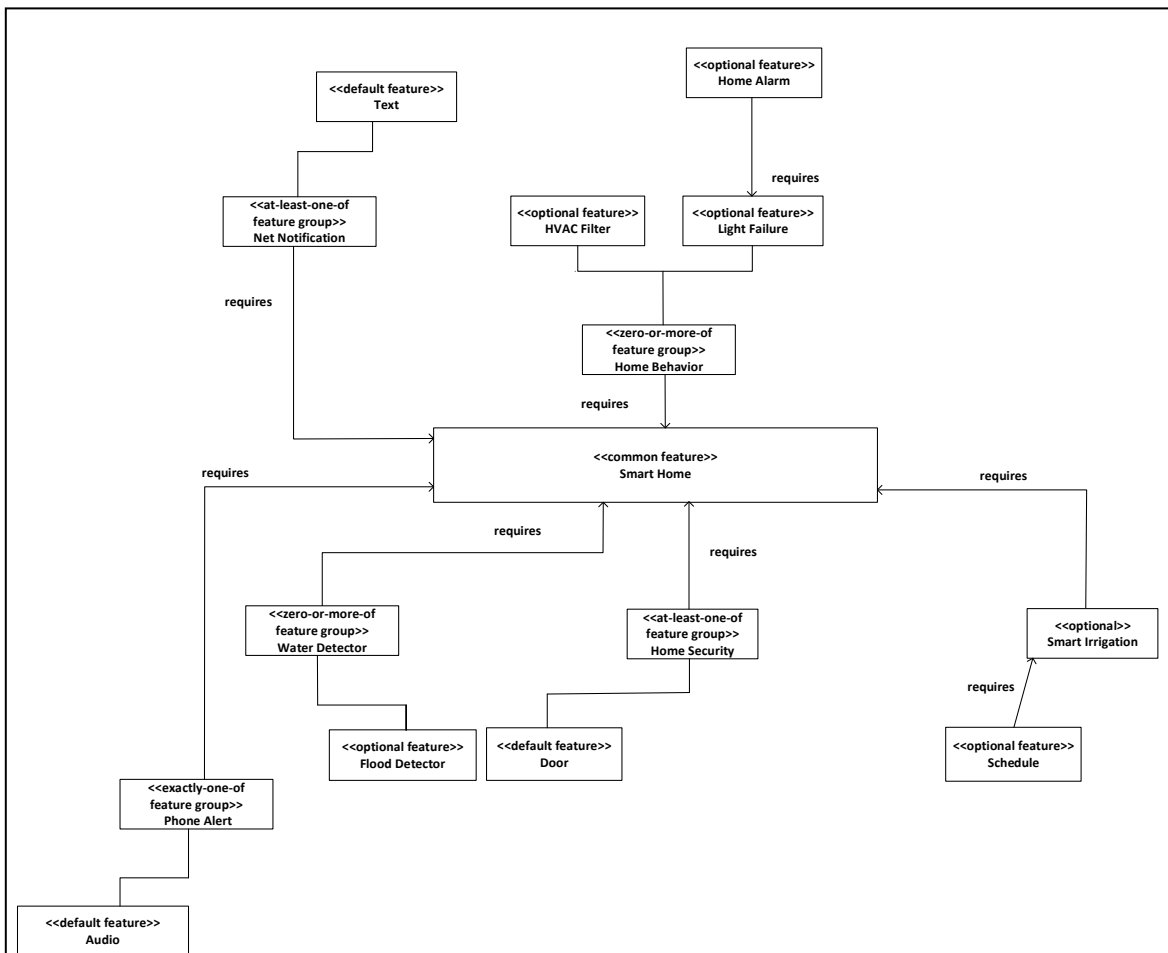 <<optional feature>>
Home Alarm
<<default feature>>
Text
requires
<<at-least-one-of
feature group>>
Net Notification
<<optional feature>>
HVAC Filter
<<optional feature>>
Light Failure
requires
<<zero-or-more-of
feature group>>
Home Behavior
requires
<<common feature>>
Smart Home
requires
requires
requires
requires
<<zero-or-more-of
feature group>>
Water Detector
<<at-least-one-of
feature group>>
Home Security
<<optional>>
Smart Irrigation
requires
<<optional feature>>
Flood Detector
<<default feature>>
Door
<<optional feature>>
Schedule
<<exactly-one-of
feature group>>
Phone Alert
<<default feature>>
Audio